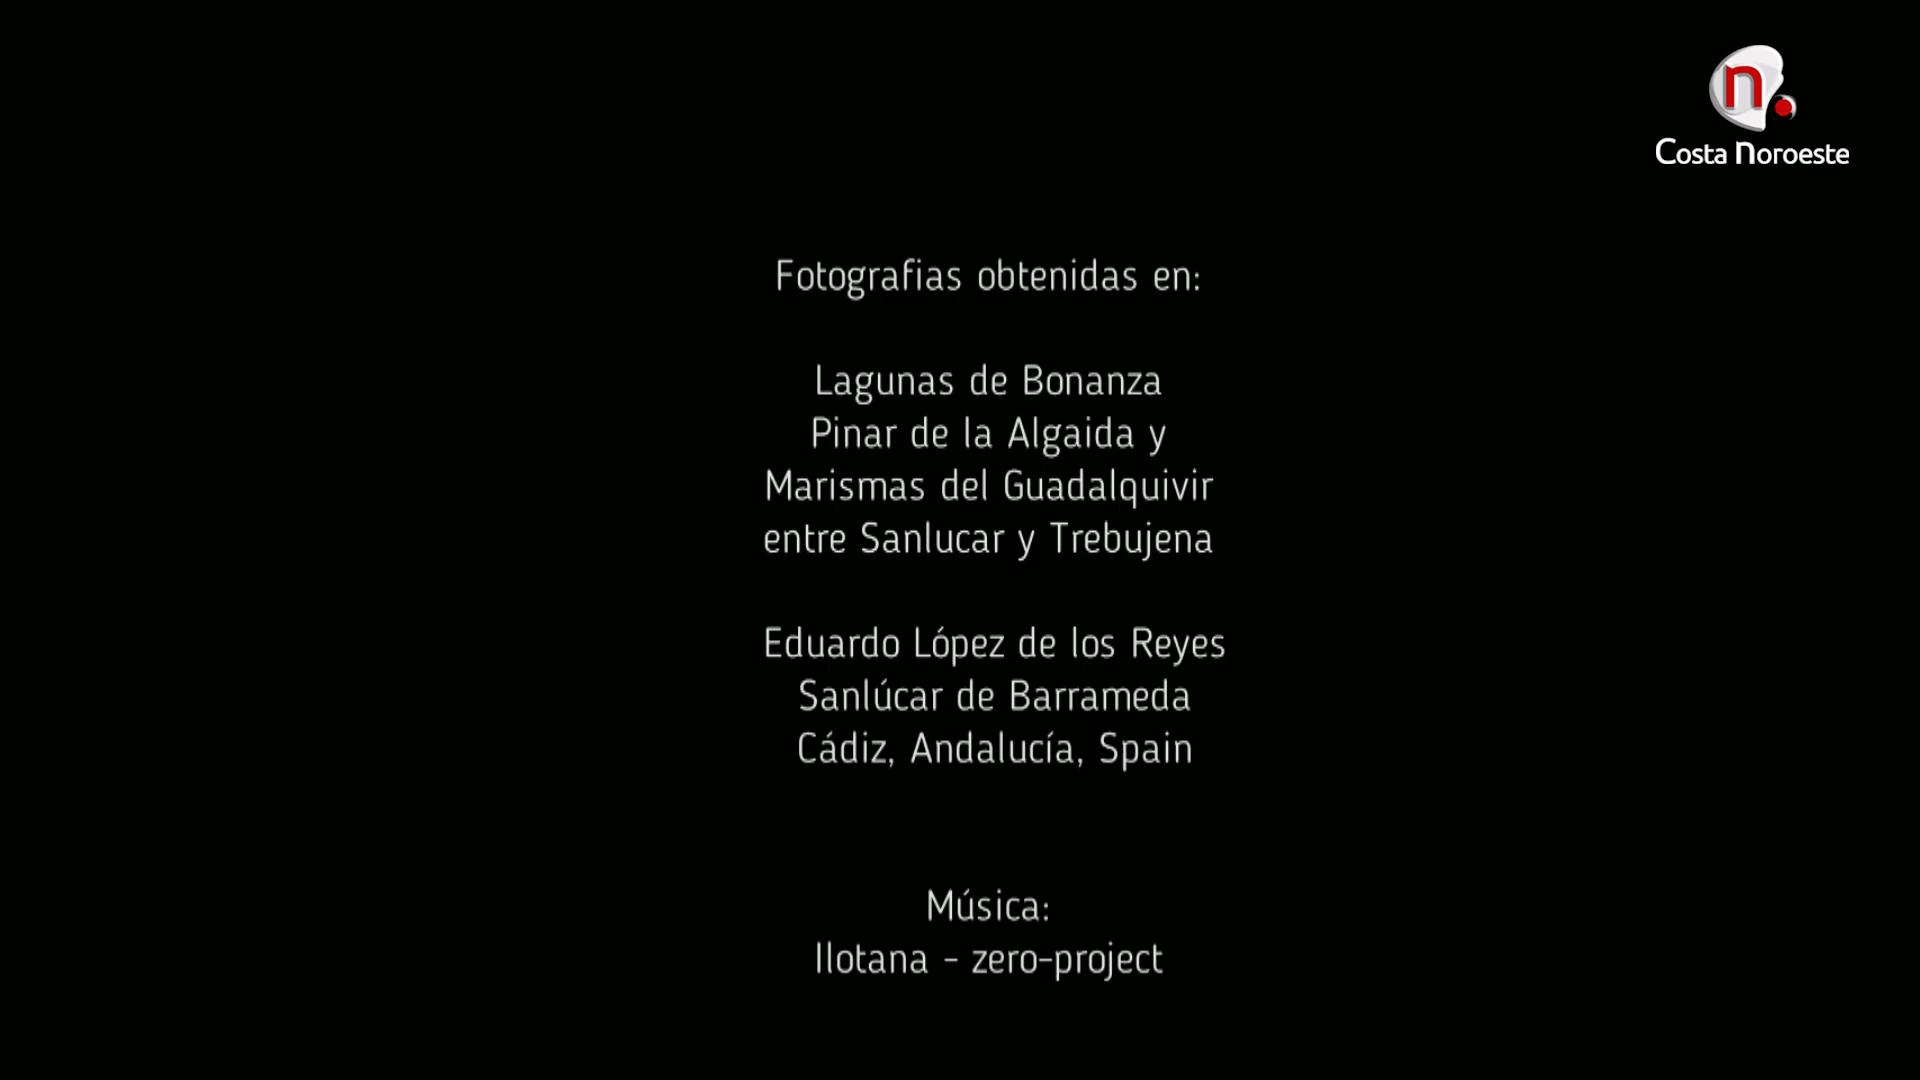 n.
Costa noroeste
Fotografias obtenidas en:
Lagunas de Bonanza
Pinar de la Algaida y
Marismas del Guadalquivir
entre Sanlucar y Trebujena
Eduardo López de los Reyes
Sanlúcar de Barrameda
Cádiz, Andalucía, Spain
Música:
Ilotana - zero-project